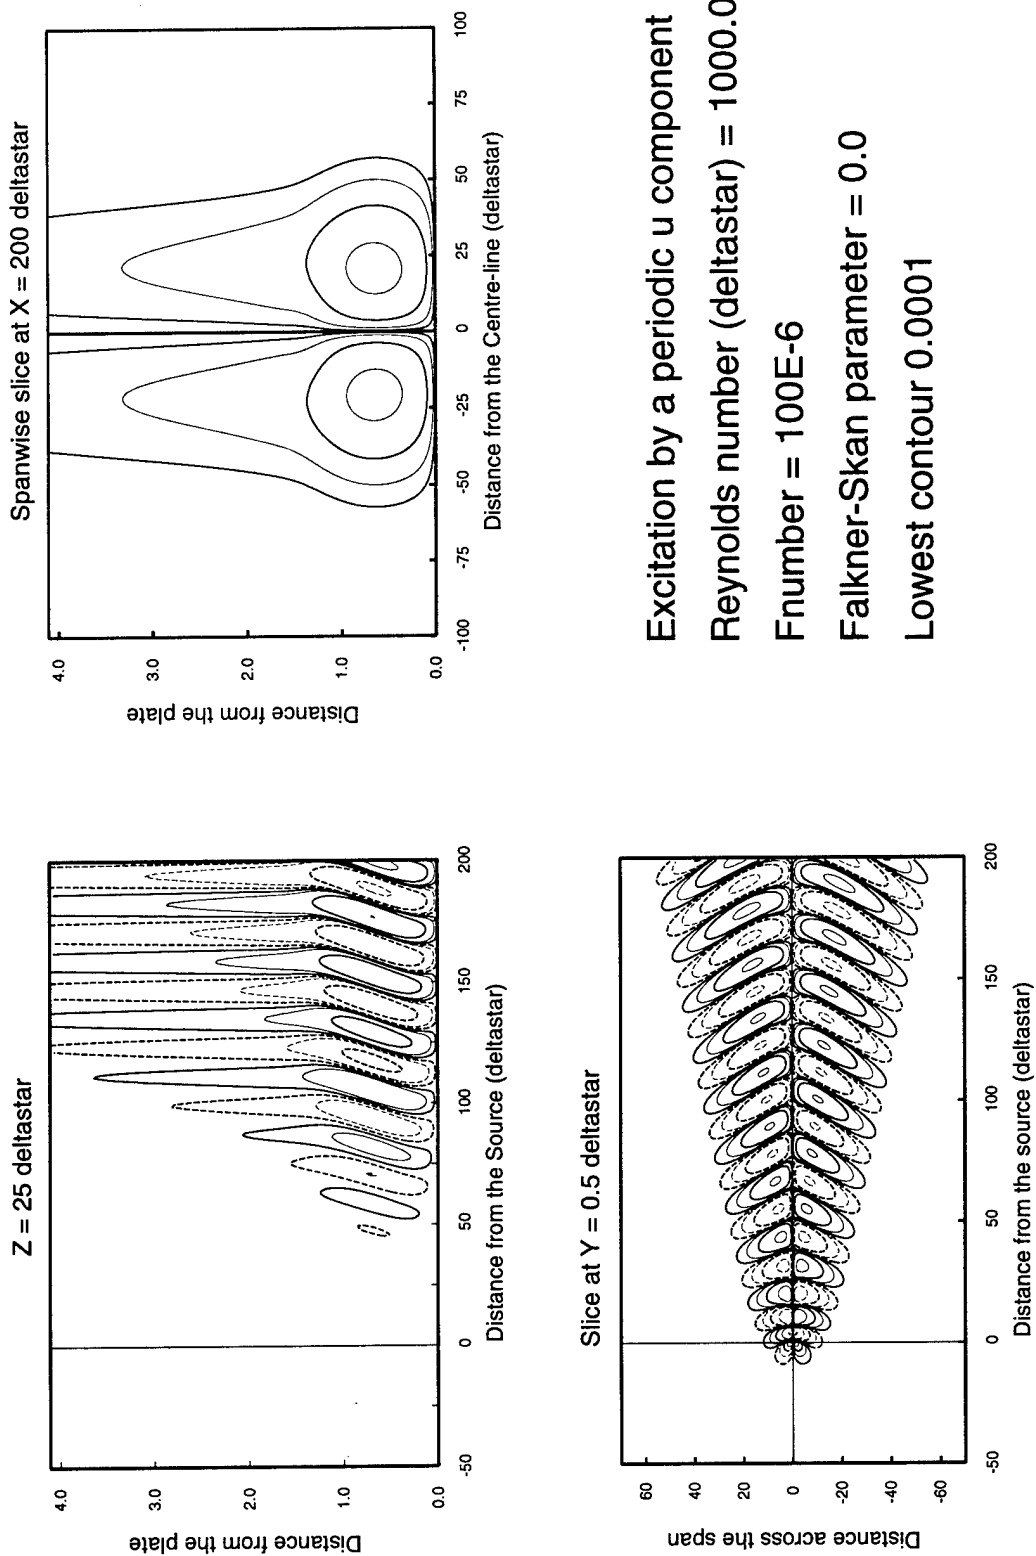 Z = 25 deltastar
Distance from the plate
4.0
3.0
2.0
1.0
0.0
-50
0
50
100
150
200
Distance from the Source (deltastar)
Spanwise slice at X = 200 deltastar
Distance from the plate
4.0
3.0
2.0
1.0
0.0
-100
-75
-50
-25
0
25
50
75
100
Distance from the Centre-line (deltastar)
Slice at Y = 0.5 deltastar
Distance across the span
60
40
20
0
-20
-40
-60
-50
0
50
100
150
200
Distance from the source (deltastar)
Excitation by a periodic u component
Reynolds number (deltastar) = 1000.0
Fnumber = 100E-6
Falkner-Skan parameter = 0.0
Lowest contour 0.0001